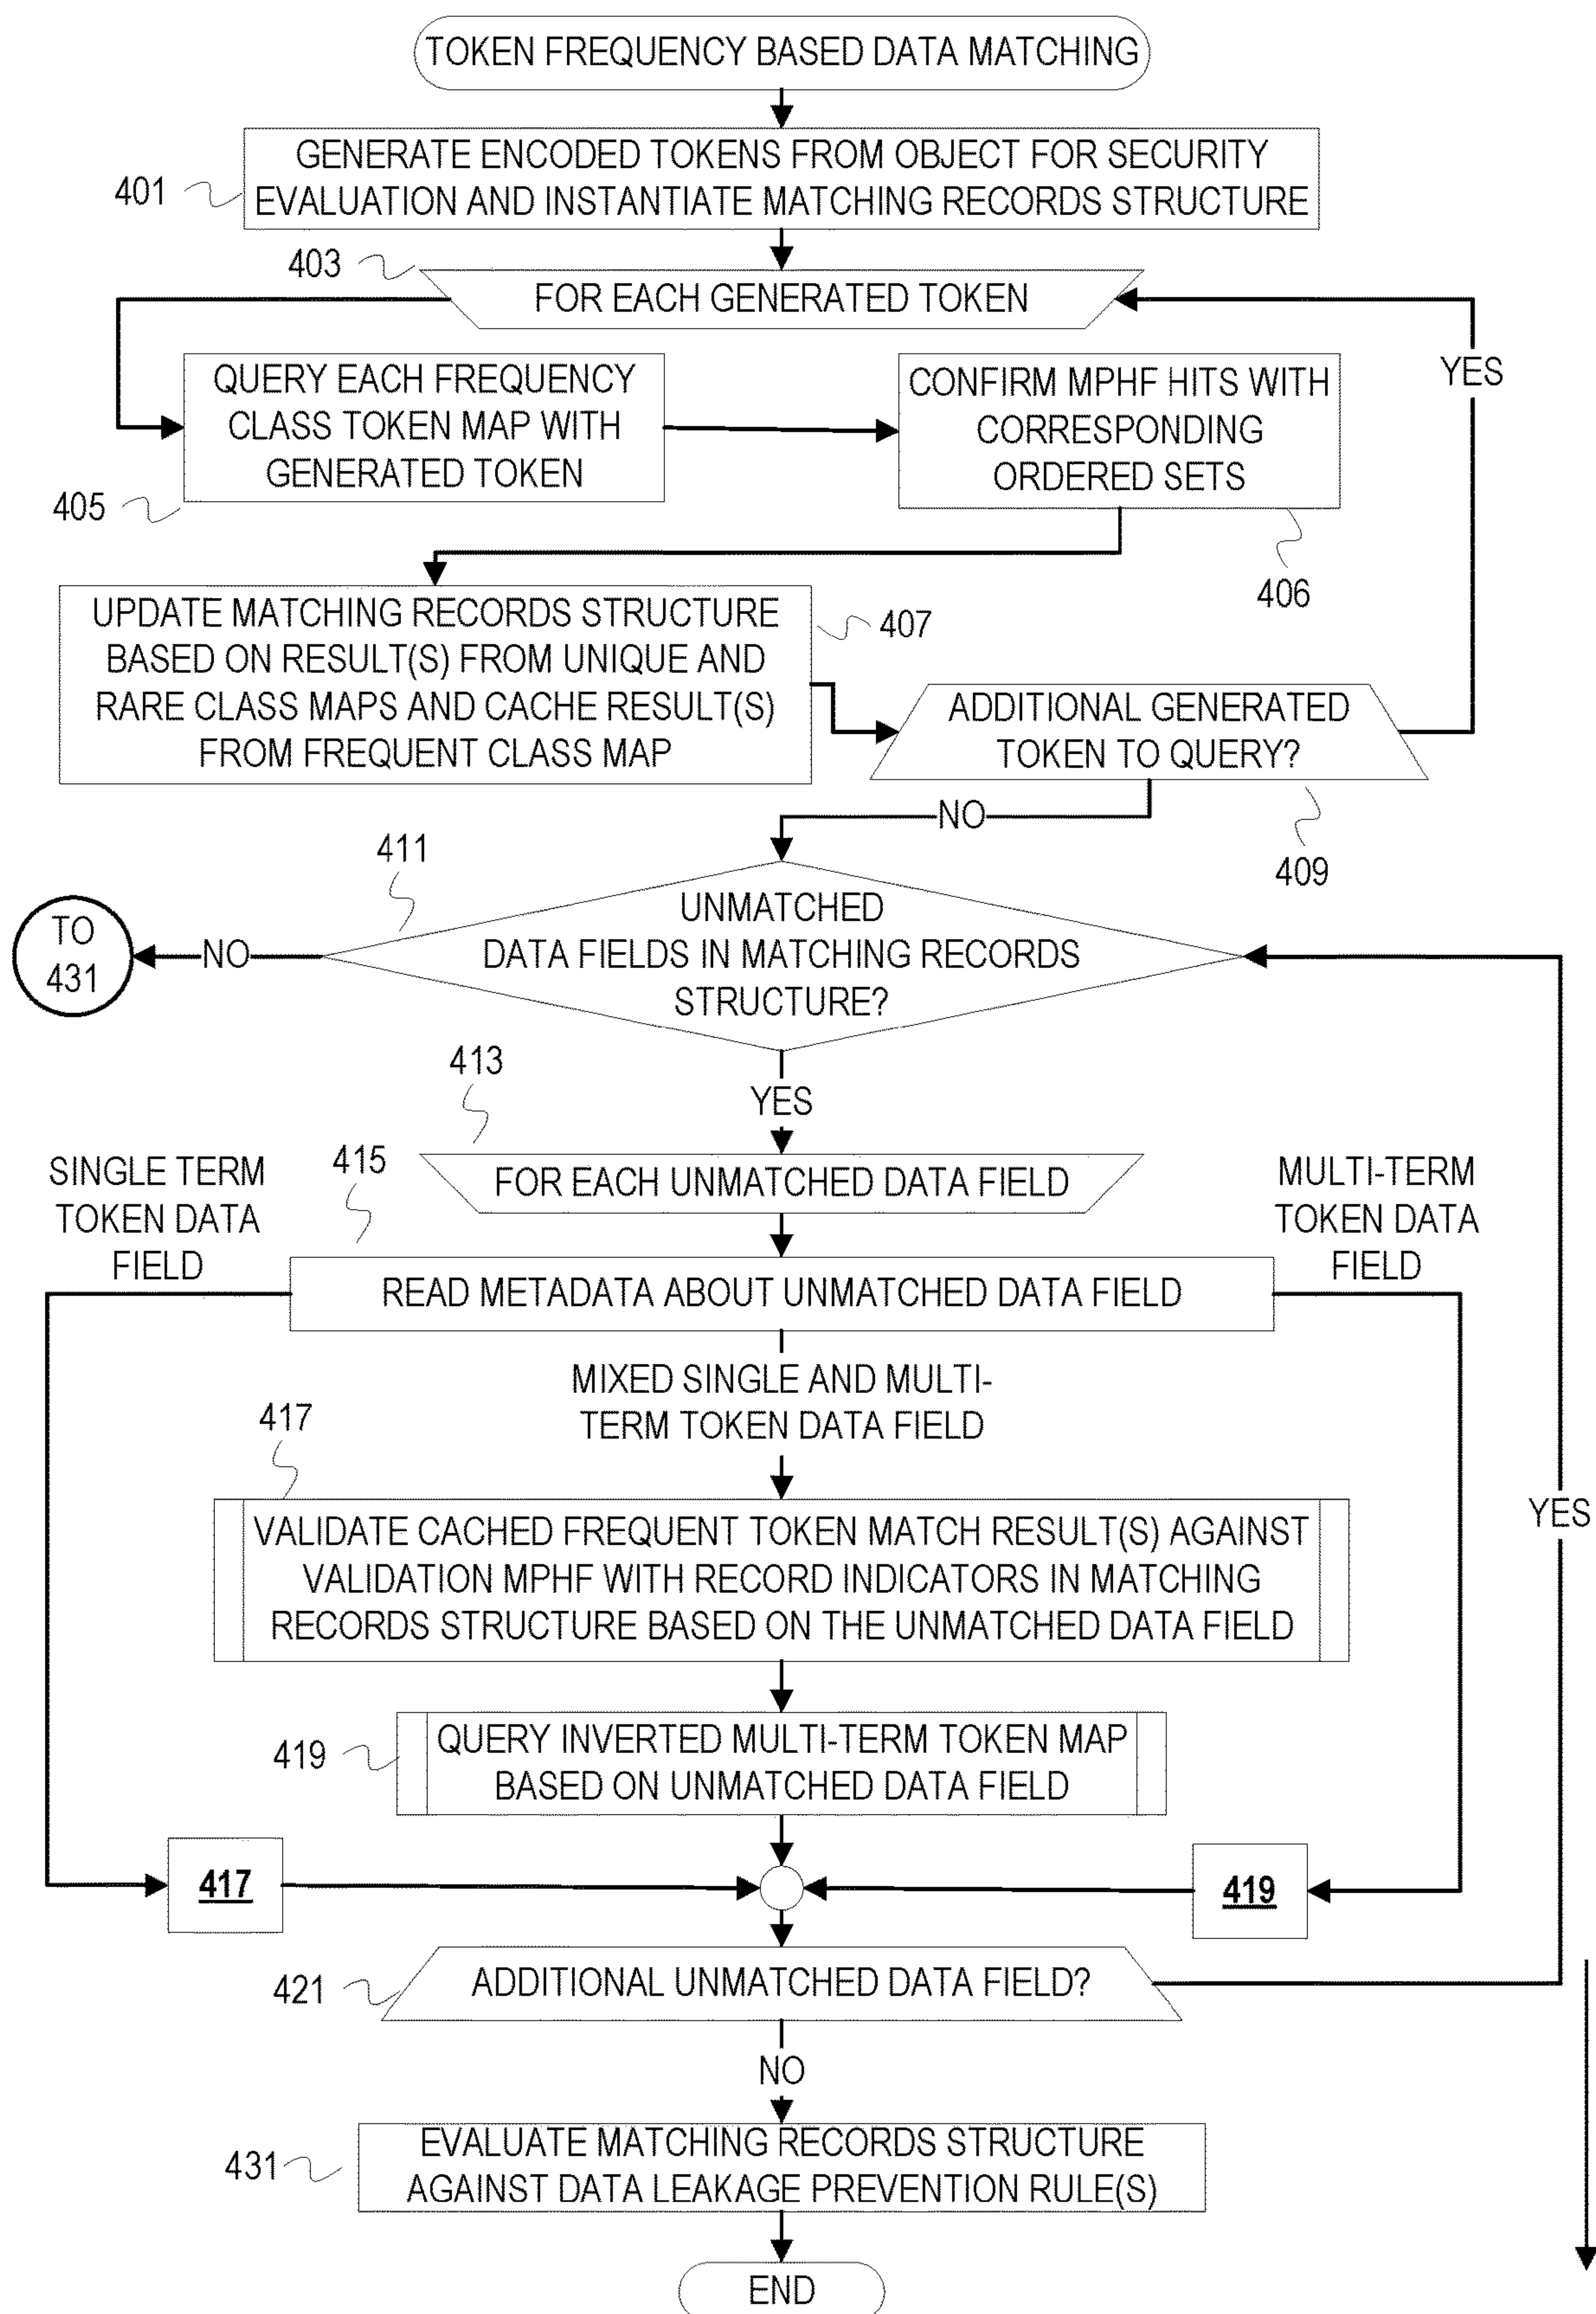 TOKEN FREQUENCY BASED DATA MATCHING
GENERATE ENCODED TOKENS FROM OBJECT FOR SECURITY
EVALUATION AND INSTANTIATE MATCHING RECORDS STRUCTURE
401
403
FOR EACH GENERATED TOKEN
YES
QUERY EACH FREQUENCY
CLASS TOKEN MAP WITH
GENERATED TOKEN
405
CONFIRM MPHF HITS WITH
CORRESPONDING
ORDERED SETS
406
UPDATE MATCHING RECORDS STRUCTURE
BASED ON RESULT(S) FROM UNIQUE AND
RARE CLASS MAPS AND CACHE RESULT(S)
FROM FREQUENT CLASS MAP
407
ADDITIONAL GENERATED
TOKEN TO QUERY?
409
NO
411
UNMATCHED
DATA FIELDS IN MATCHING RECORDS
STRUCTURE?
NO
TO
431
YES
413
FOR EACH UNMATCHED DATA FIELD
415
SINGLE TERM
TOKEN DATA
FIELD
MULTI-TERM
TOKEN DATA
FIELD
READ METADATA ABOUT UNMATCHED DATA FIELD
MIXED SINGLE AND MULTI-
TERM TOKEN DATA FIELD
417
YES
VALIDATE CACHED FREQUENT TOKEN MATCH RESULT(S) AGAINST
VALIDATION MPHF WITH RECORD INDICATORS IN MATCHING
RECORDS STRUCTURE BASED ON THE UNMATCHED DATA FIELD
419
QUERY INVERTED MULTI-TERM TOKEN MAP
BASED ON UNMATCHED DATA FIELD
417
419
421
ADDITIONAL UNMATCHED DATA FIELD?
NO
431
EVALUATE MATCHING RECORDS STRUCTURE
AGAINST DATA LEAKAGE PREVENTION RULE(S)
END